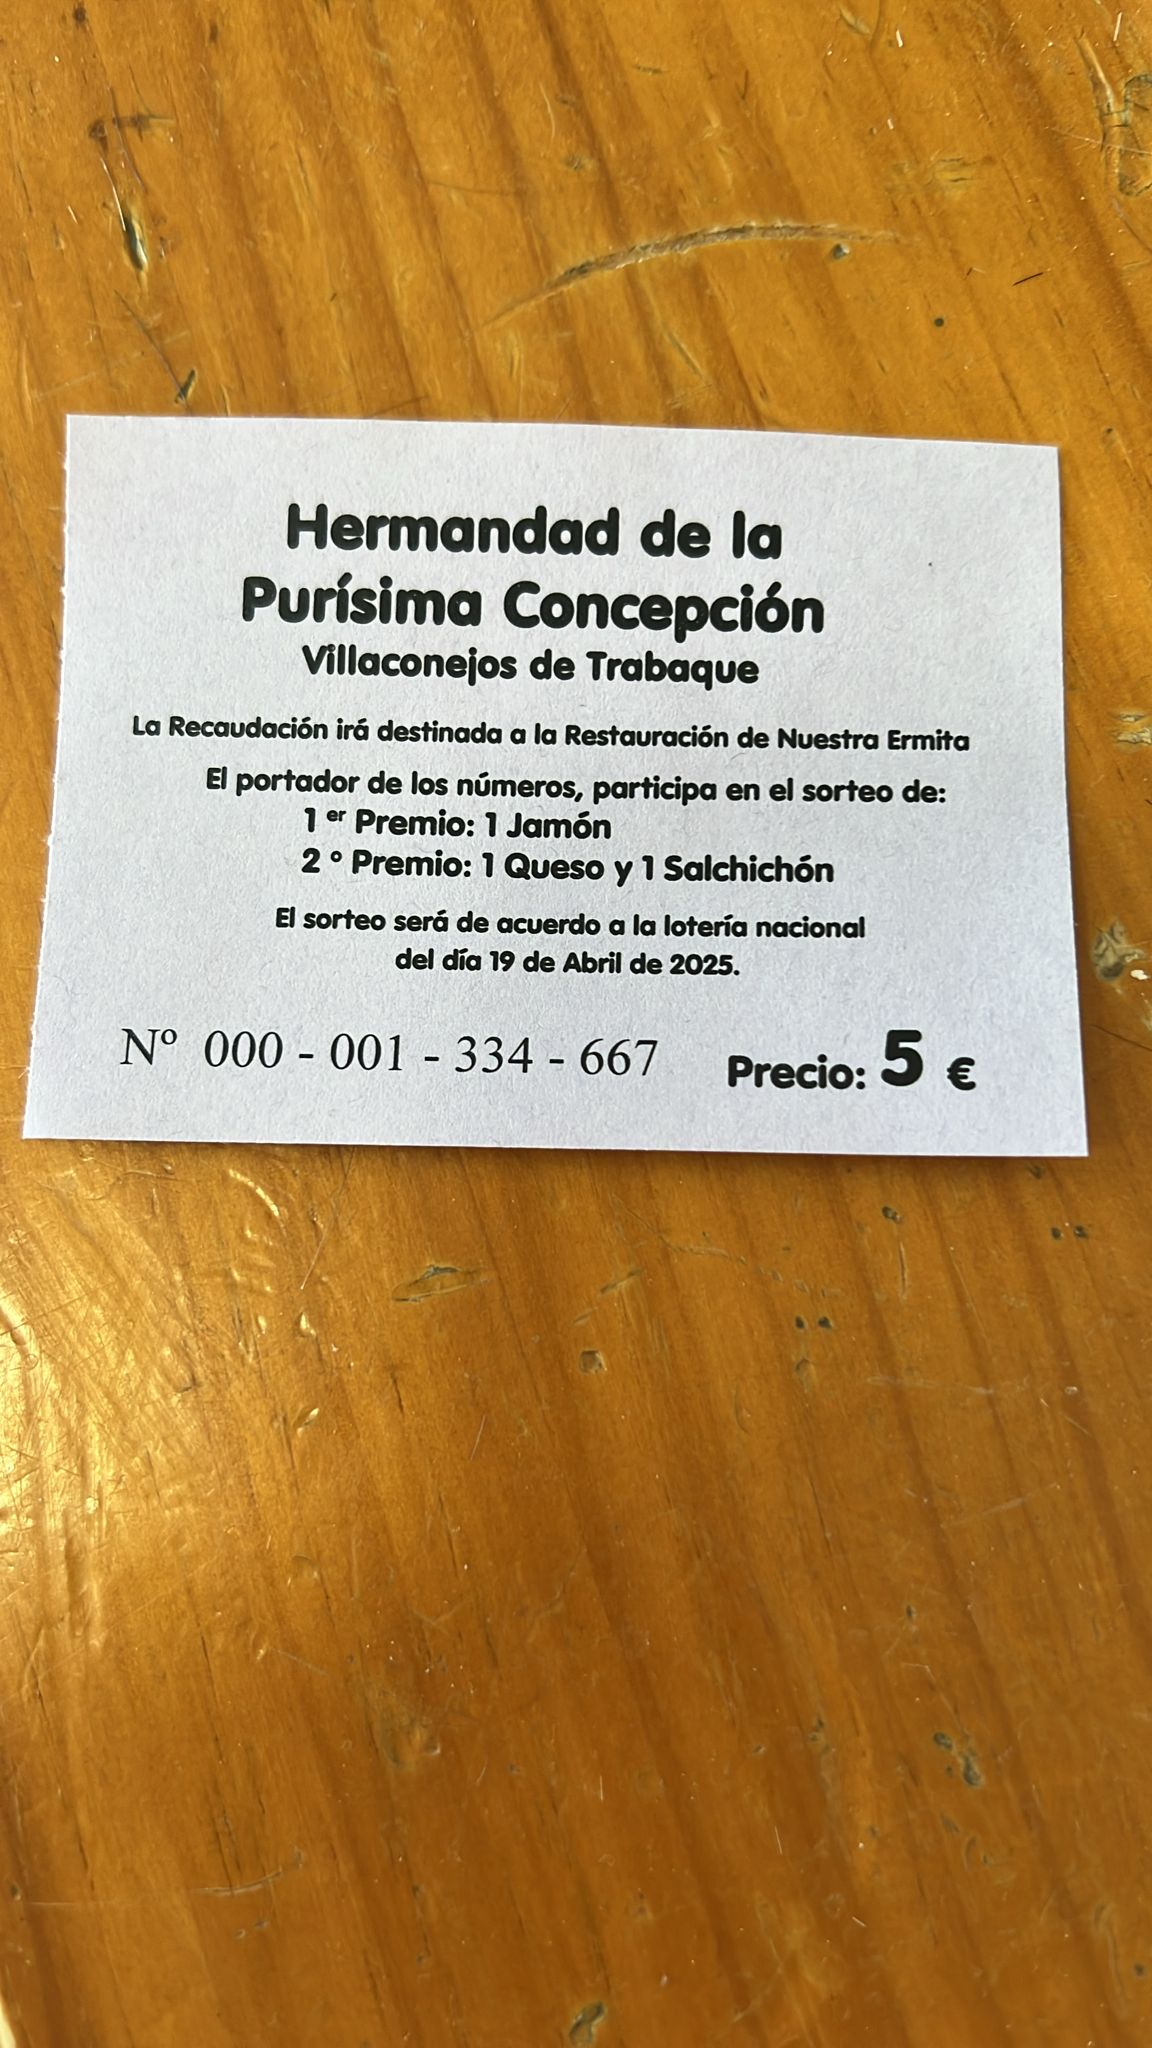 Hermandad de la
Purísima Concepción
Villaconejos de Trabaque
La Recaudación irá destinada a la Restauración de Nuestra Ermita
El portador de los números, participa en el sorteo de:
1 er Premio: 1 Jamón
2 º Premio: 1 Queso y 1 Salchichón
El sorteo será de acuerdo a la lotería nacional
del día 19 de Abril de 2025.
Nº 000 - 001 - 334 - 667 Precio: 5 €